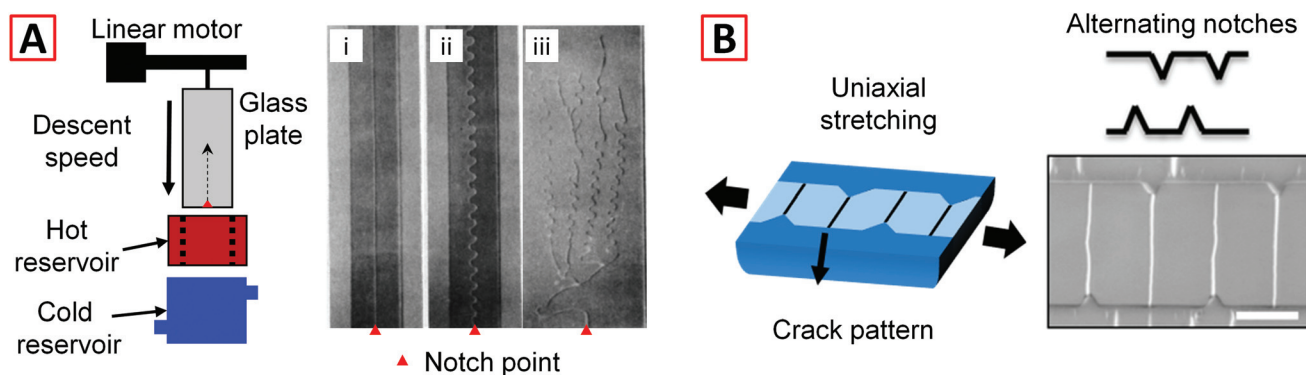 A
Linear motor
Descent
speed
Glass
plate
Hot
reservoir
Cold
reservoir
i
ii
iii
Notch point
B
Uniaxial
stretching
Crack pattern
Alternating notches